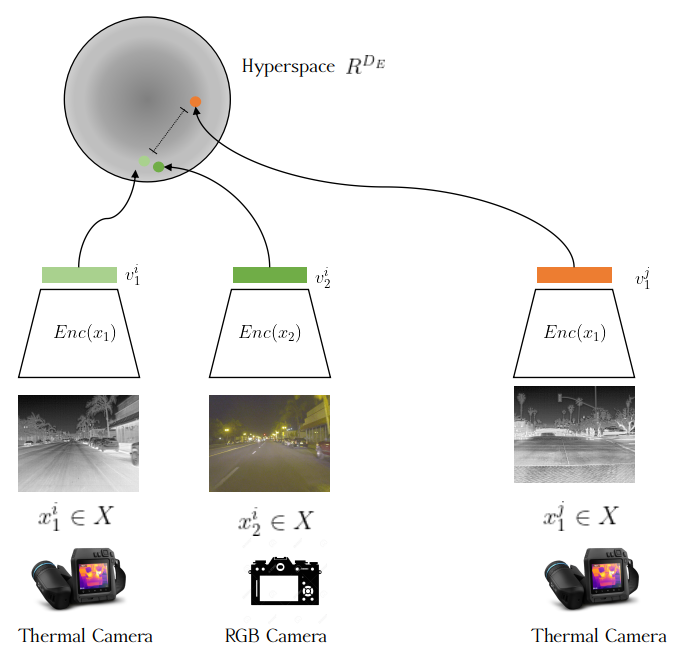 Hyperspace $R^{D_E}$
$v_1^i$ $v_2^i$ $v_1^j$
$Enc(x_1)$ $Enc(x_2)$ $Enc(x_1)$
$x_1^i \in X$ $x_2^i \in X$ $x_1^j \in X$
Thermal Camera RGB Camera Thermal Camera